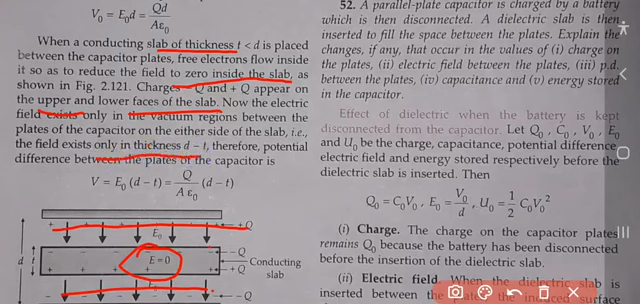 V₀ = E₀d = Qd / Aε₀
When a conducting slab of thickness t < d is placed
between the capacitor plates, free electrons flow inside
it so as to reduce the field to zero inside the slab, as
shown in Fig. 2.121. Charges – Q and + Q appear on
the upper and lower faces of the slab. Now the electric
field exists only in the vacuum regions between the
plates of the capacitor on the either side of the slab, i.e.,
the field exists only in thickness d – t, therefore, potential
difference between the plates of the capacitor is
V = E₀ (d – t) = Q / A ε₀ (d – t)
+ Q
E₀
– Q
d
t
E = 0
Conducting
slab
+ Q
E₀
– Q
52. A parallel-plate capacitor is charged by a battery
which is then disconnected. A dielectric slab is then
inserted to fill the space between the plates. Explain the
changes, if any, that occur in the values of (i) charge on
the plates, (ii) electric field between the plates, (iii) p.d.
between the plates, (iv) capacitance and (v) energy stored
in the capacitor.
Effect of dielectric when the battery is kept
disconnected from the capacitor. Let Q₀, C₀, V₀, E₀
and U₀ be the charge, capacitance, potential difference,
electric field and energy stored respectively before the
dielectric slab is inserted. Then
Q₀ = C₀V₀, E₀ = V₀ / d, U₀ = 1/2 C₀V₀²
(i) Charge. The charge on the capacitor plates
remains Q₀ because the battery has been disconnected
before the insertion of the dielectric slab.
(ii) Electric field. When the dielectric slab is
inserted between the plates, the induced surface